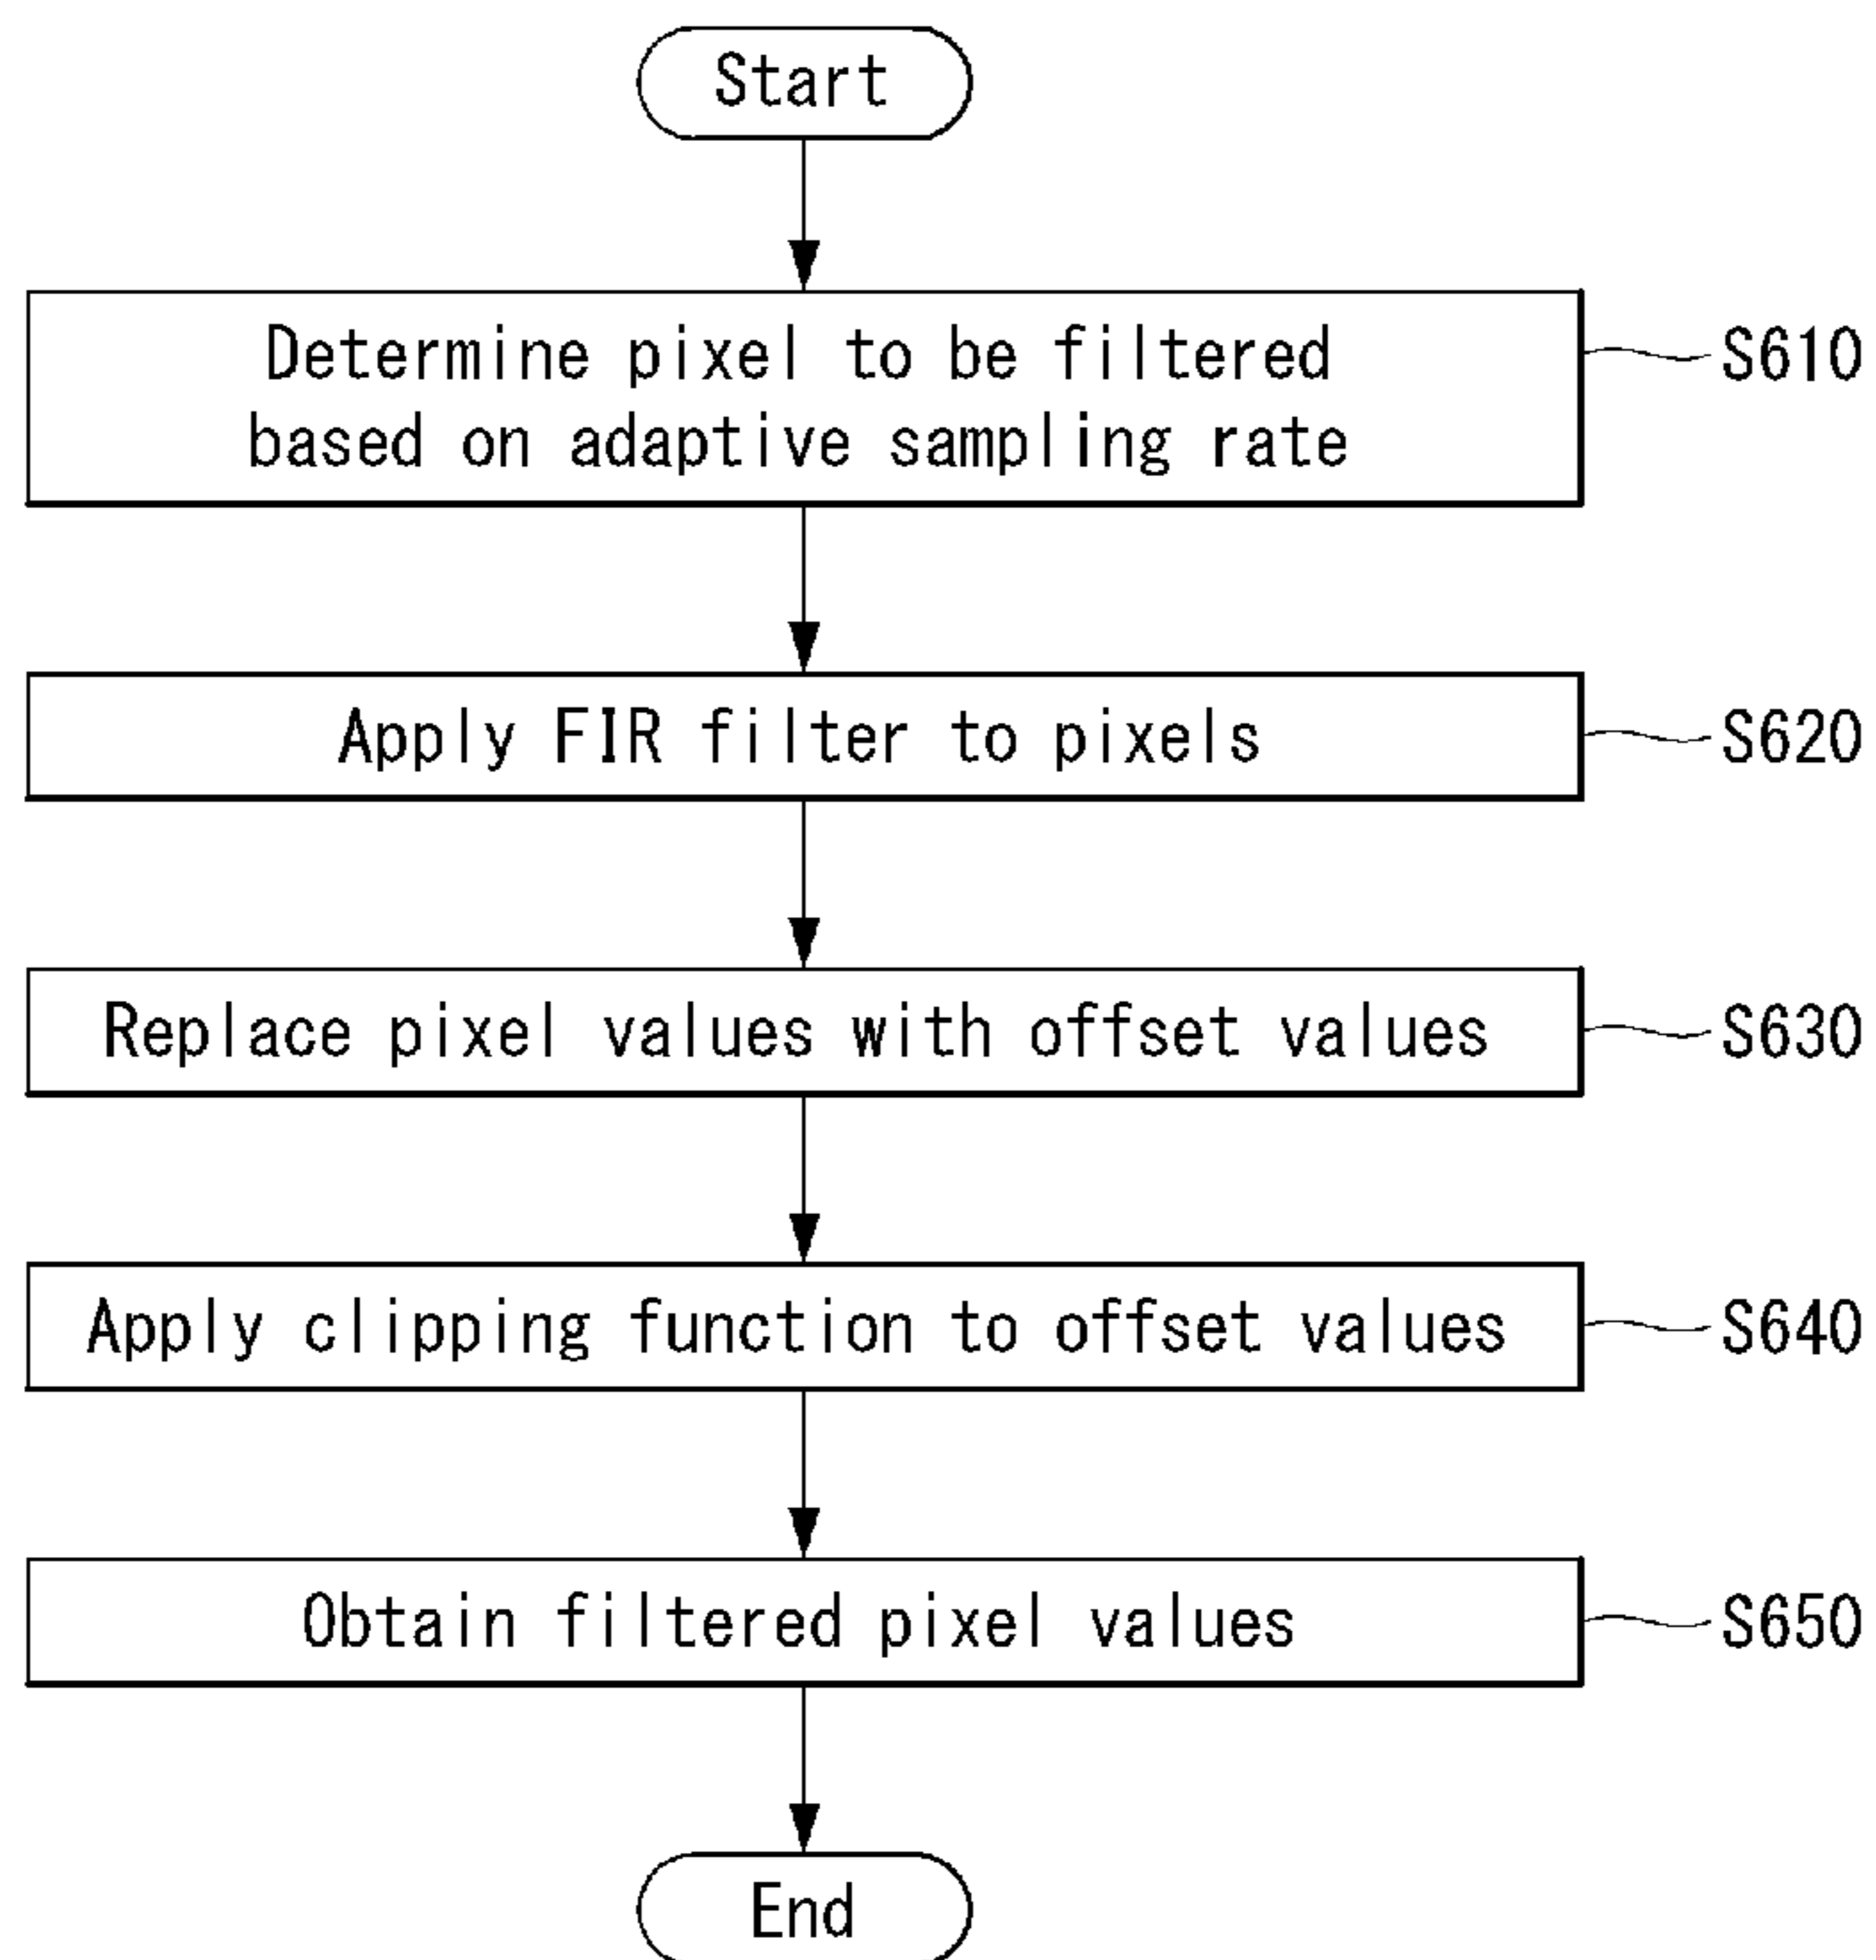 Start
Determine pixel to be filtered
based on adaptive sampling rate
S610
Apply FIR filter to pixels
S620
Replace pixel values with offset values
S630
Apply clipping function to offset values
S640
Obtain filtered pixel values
S650
End